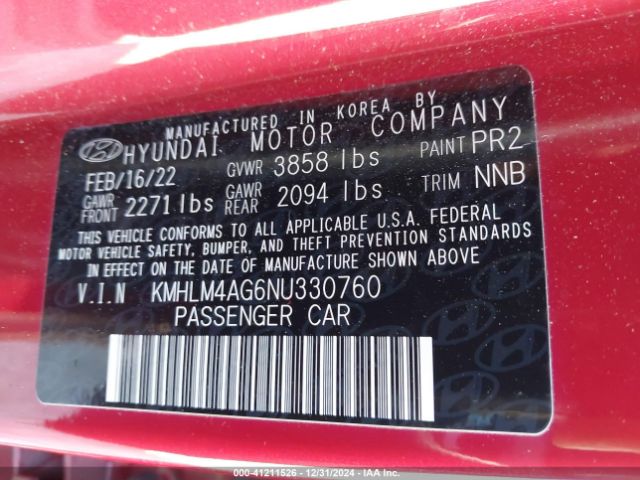 MANUFACTURED IN KOREA BY
HYUNDAI MOTOR COMPANY
FEB/16/22 GVWR 3858 lbs PAINT PR2
GAWR FRONT 2271 lbs GAWR REAR 2094 lbs TRIM NNB
THIS VEHICLE CONFORMS TO ALL APPLICABLE U.S.A. FEDERAL
MOTOR VEHICLE SAFETY, BUMPER, AND THEFT PREVENTION STANDARDS
IN EFFECT ON THE DATE OF MANUFACTURE SHOWN ABOVE
V.I.N KMHLM4AG6NU330760
PASSENGER CAR
000-41211526 - 12/31/2024 - IAA Inc.